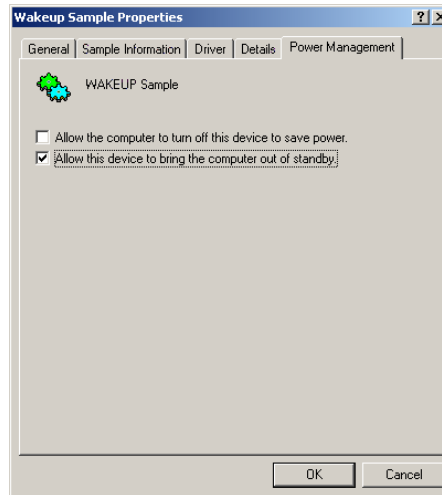 Wakeup Sample Properties
General Sample Information Driver Details Power Management
WAKEUP Sample
Allow the computer to turn off this device to save power.
Allow this device to bring the computer out of standby.
OK Cancel